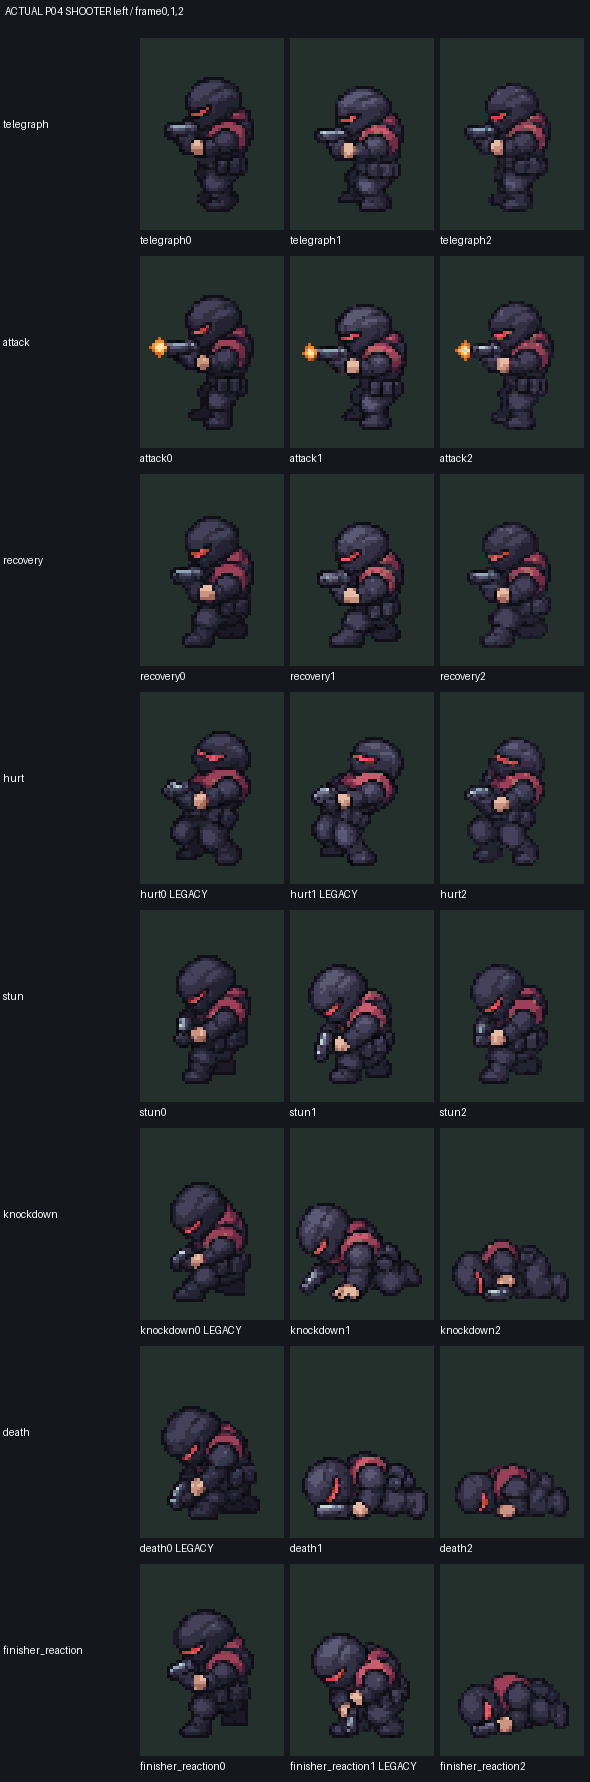 ACTUAL P04 SHOOTER left / frame0,1,2
telegraph
telegraph0 telegraph1 telegraph2
attack
attack0 attack1 attack2
recovery
recovery0 recovery1 recovery2
hurt
hurt0 LEGACY hurt1 LEGACY hurt2
stun
stun0 stun1 stun2
knockdown
knockdown0 LEGACY knockdown1 knockdown2
death
death0 LEGACY death1 death2
finisher_reaction
finisher_reaction0 finisher_reaction1 LEGACY finisher_reaction2